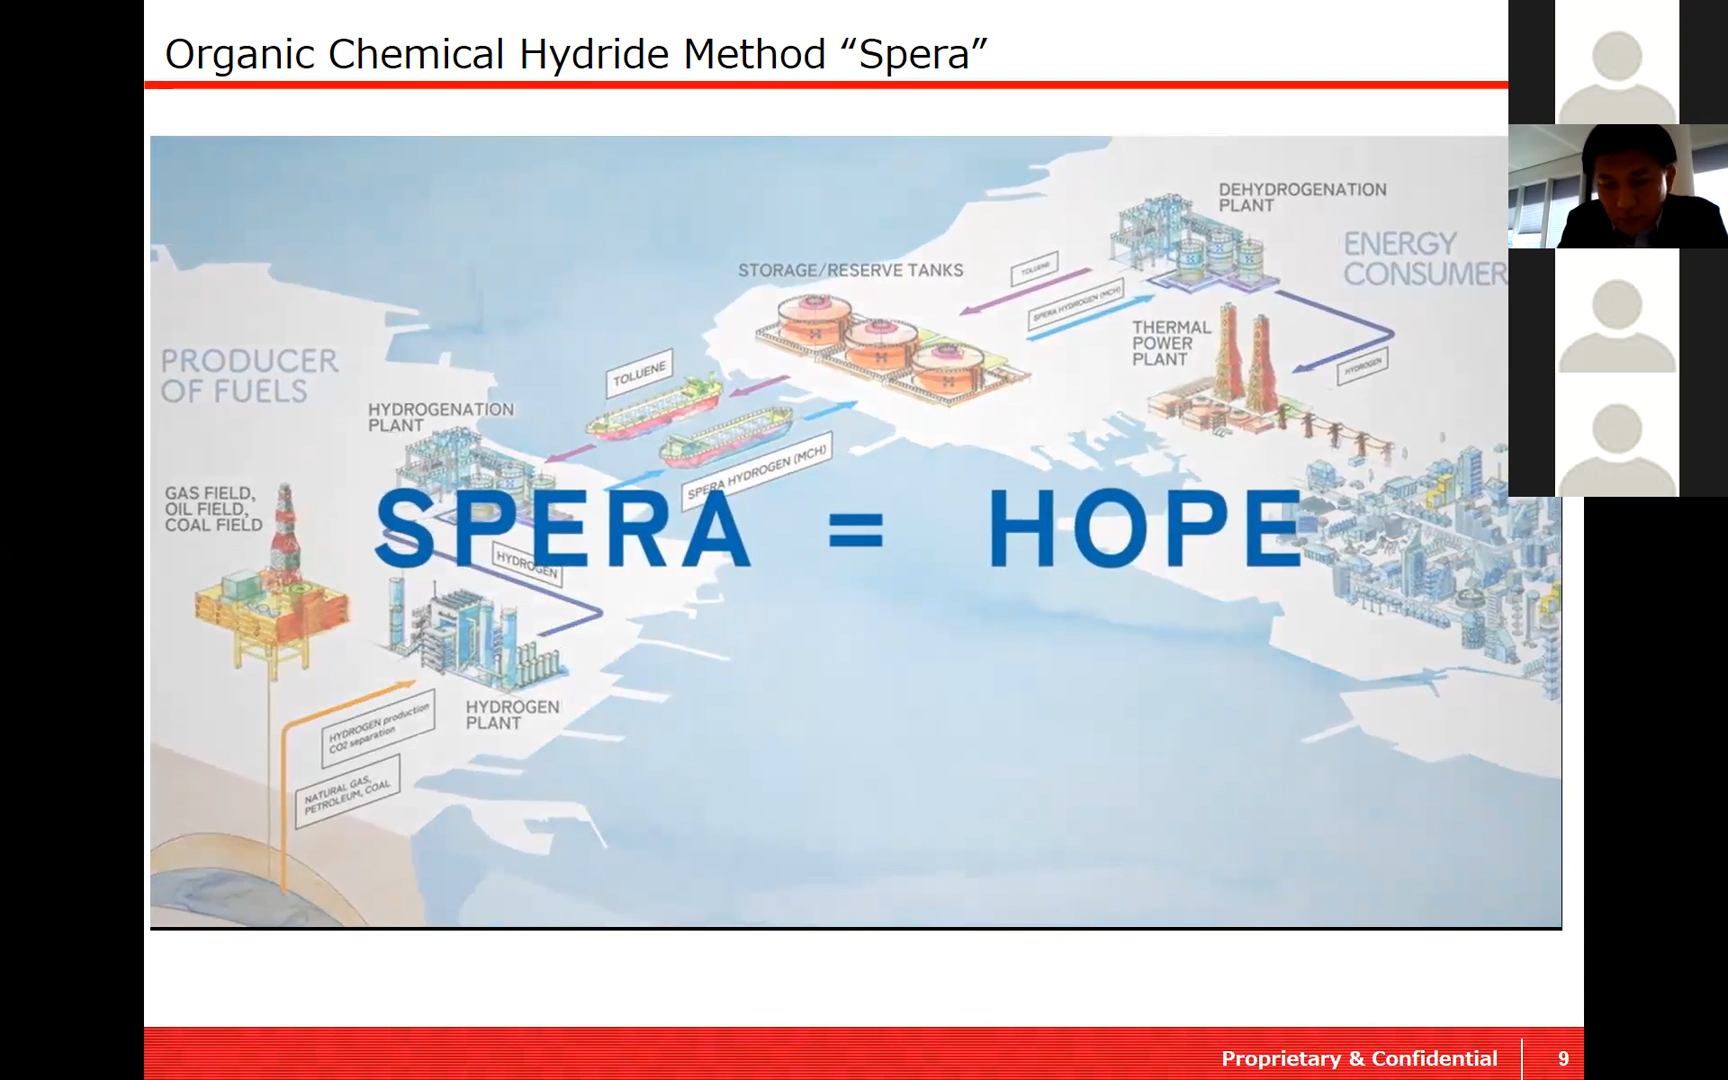 Organic Chemical Hydride Method “Spera”
DEHYDROGENATION
PLANT
ENERGY
CONSUMER
STORAGE/RESERVE TANKS
TOLUENE
SPERA HYDROGEN (MCH)
THERMAL
POWER
PLANT
HYDROGEN
PRODUCER
OF FUELS
TOLUENE
HYDROGENATION
PLANT
SPERA HYDROGEN (MCH)
GAS FIELD,
OIL FIELD,
COAL FIELD
SPERA = HOPE
HYDROGEN
HYDROGEN
PLANT
HYDROGEN production
CO2 separation
NATURAL GAS,
PETROLEUM, COAL
Proprietary & Confidential
9